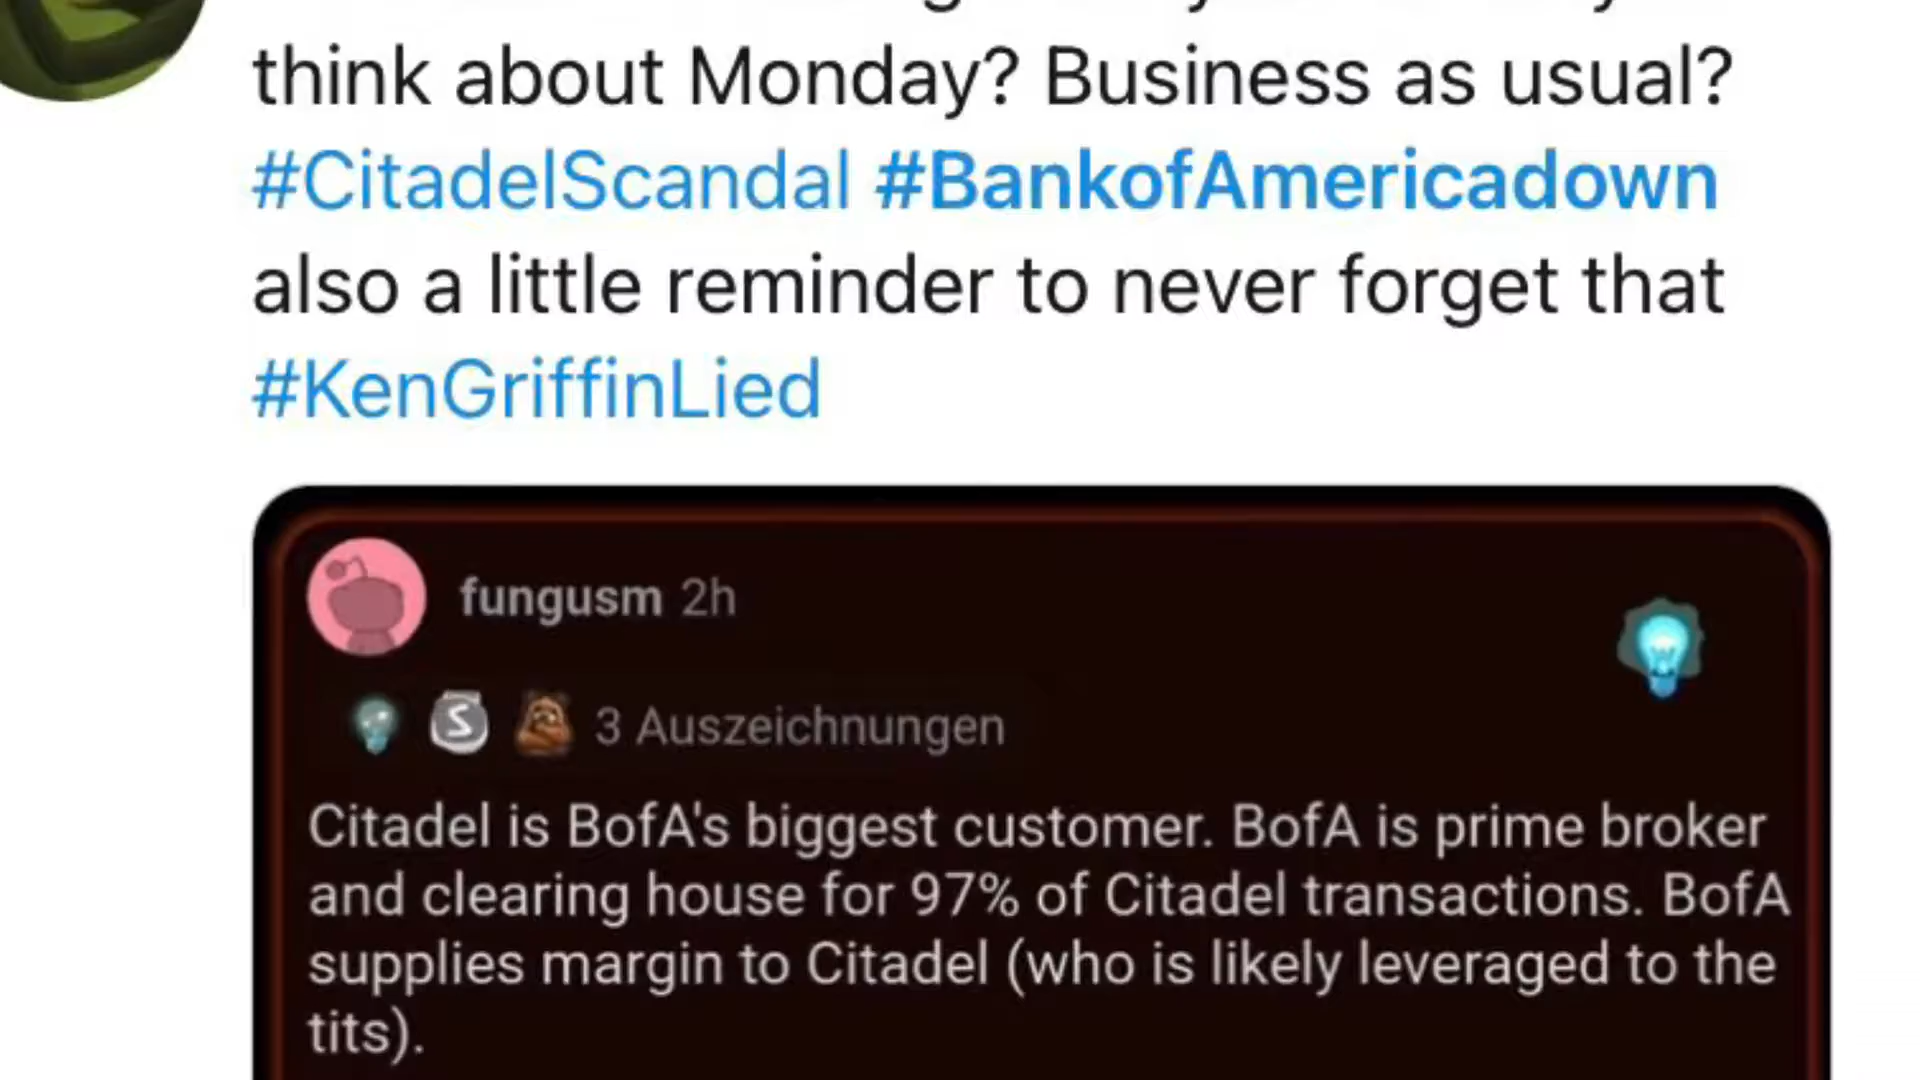 think about Monday? Business as usual?
#CitadelScandal #BankofAmericadown
also a little reminder to never forget that
#KenGriffinLied
fungusm 2h
3 Auszeichnungen
Citadel is BofA's biggest customer. BofA is prime broker
and clearing house for 97% of Citadel transactions. BofA
supplies margin to Citadel (who is likely leveraged to the
tits).